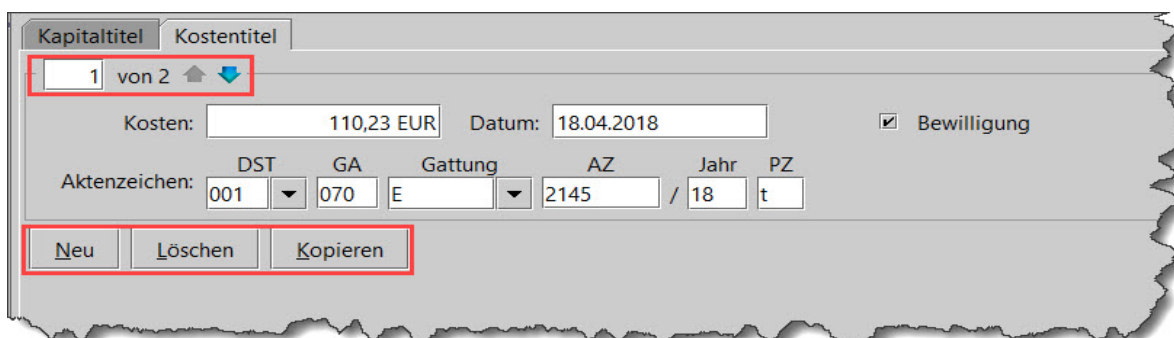 Kapitaltitel Kostentitel
1 von 2
Kosten: 110,23 EUR Datum: 18.04.2018 Bewilligung
DST GA Gattung AZ Jahr PZ
Aktenzeichen: 001 070 E 2145 / 18 t
Neu Löschen Kopieren